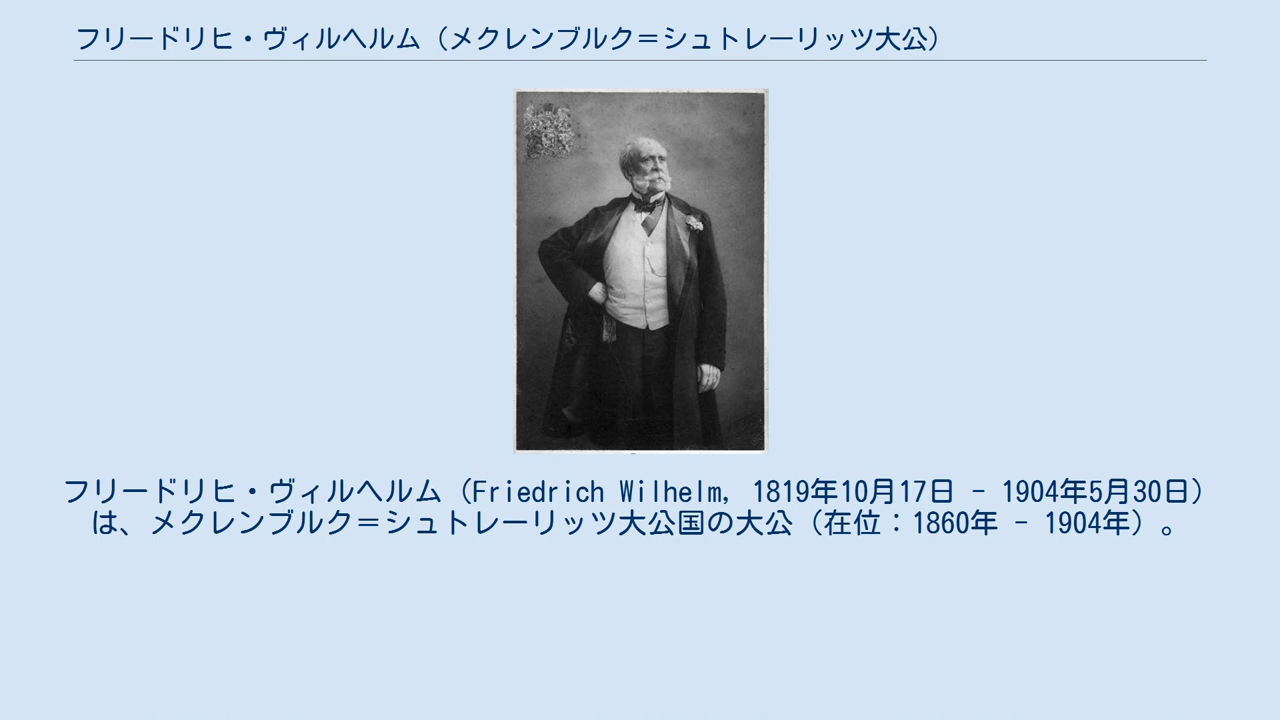 フリードリヒ・ヴィルヘルム（メクレンブルク＝シュトレーリッツ大公）
フリードリヒ・ヴィルヘルム（Friedrich Wilhelm, 1819年10月17日 - 1904年5月30日）
は、メクレンブルク＝シュトレーリッツ大公国の大公（在位：1860年 - 1904年）。